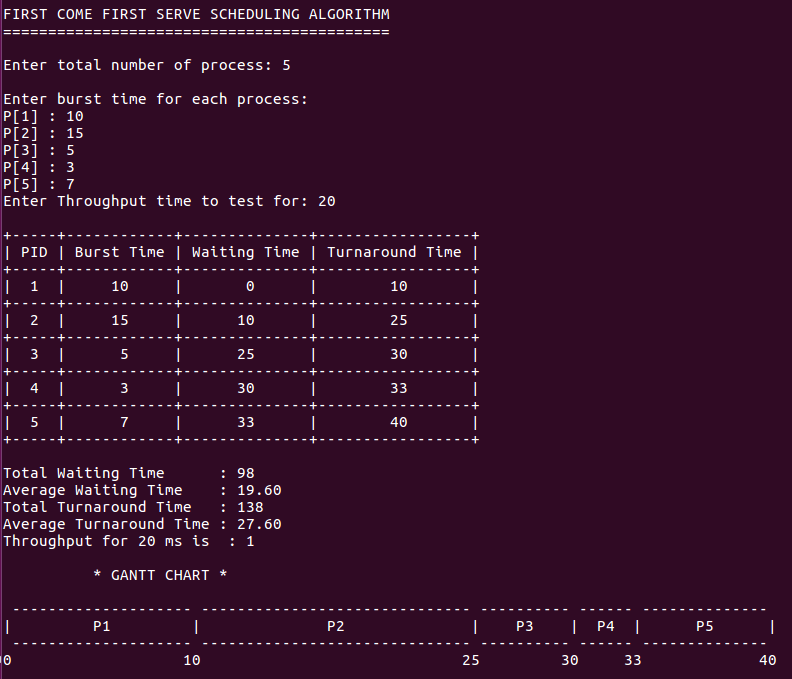 FIRST COME FIRST SERVE SCHEDULING ALGORITHM
===========================================
Enter total number of process: 5
Enter burst time for each process:
P[1] : 10
P[2] : 15
P[3] : 5
P[4] : 3
P[5] : 7
Enter Throughput time to test for: 20
+-----+------------+--------------+-----------------+
| PID | Burst Time | Waiting Time | Turnaround Time |
+-----+------------+--------------+-----------------+
|  1  |     10     |       0      |        10       |
+-----+------------+--------------+-----------------+
|  2  |     15     |      10      |        25       |
+-----+------------+--------------+-----------------+
|  3  |      5     |      25      |        30       |
+-----+------------+--------------+-----------------+
|  4  |      3     |      30      |        33       |
+-----+------------+--------------+-----------------+
|  5  |      7     |      33      |        40       |
+-----+------------+--------------+-----------------+
Total Waiting Time      : 98
Average Waiting Time    : 19.60
Total Turnaround Time   : 138
Average Turnaround Time : 27.60
Throughput for 20 ms is  : 1
          * GANTT CHART *
 -------------------- ------------------------------ ---------- ------ --------------
|         P1         |              P2              |    P3    |  P4  |      P5      |
 -------------------- ------------------------------ ---------- ------ --------------
0                   10                             25         30     33             40